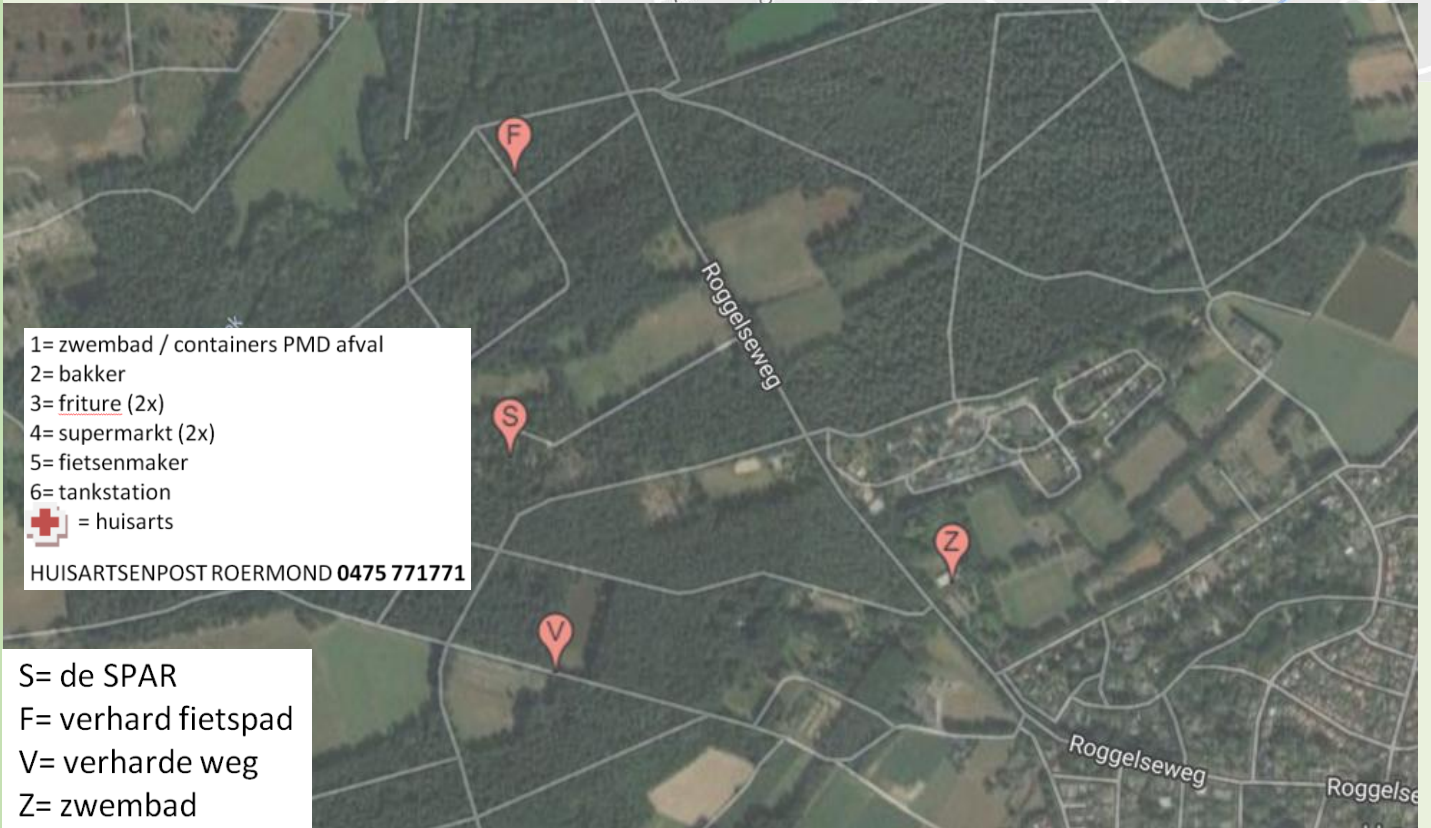 F
Roggelseweg
1= zwembad / containers PMD afval
2= bakker
3= friture (2x)
4= supermarkt (2x)
5= fietsenmaker
6= tankstation
= huisarts
HUISARTSENPOST ROERMOND 0475 771771
S
Z
V
S= de SPAR
F= verhard fietspad
V= verharde weg
Z= zwembad
Roggelseweg
Roggelse